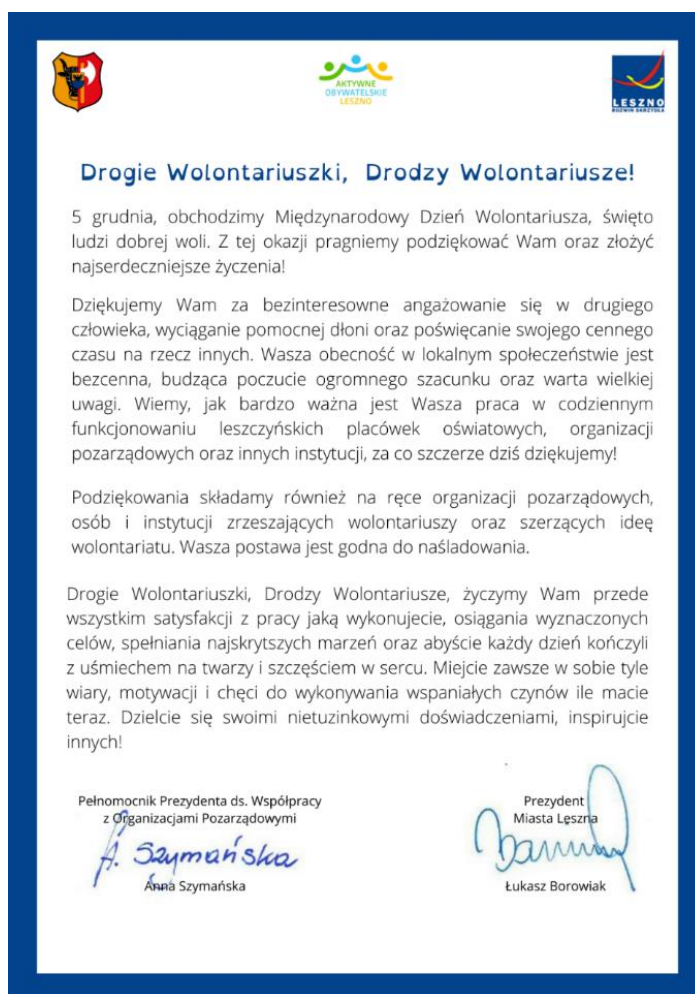 AKTYWNE
OBYWATELSKIE
LESZNO
LESZNO
ROZWIŃ SKRZYDŁA
Drogie Wolontariuszki, Drodzy Wolontariusze!
5 grudnia, obchodzimy Międzynarodowy Dzień Wolontariusza, święto
ludzi dobrej woli. Z tej okazji pragniemy podziękować Wam oraz złożyć
najserdeczniejsze życzenia!
Dziękujemy Wam za bezinteresowne angażowanie się w drugiego
człowieka, wyciąganie pomocnej dłoni oraz poświęcanie swojego cennego
czasu na rzecz innych. Wasza obecność w lokalnym społeczeństwie jest
bezcenna, budząca poczucie ogromnego szacunku oraz warta wielkiej
uwagi. Wiemy, jak bardzo ważna jest Wasza praca w codziennym
funkcjonowaniu leszczyńskich placówek oświatowych, organizacji
pozarządowych oraz innych instytucji, za co szczerze dziś dziękujemy!
Podziękowania składamy również na ręce organizacji pozarządowych,
osób i instytucji zrzeszających wolontariuszy oraz szerzących ideę
wolontariatu. Wasza postawa jest godna do naśladowania.
Drogie Wolontariuszki, Drodzy Wolontariusze, życzymy Wam przede
wszystkim satysfakcji z pracy jaką wykonujecie, osiągania wyznaczonych
celów, spełniania najskrytszych marzeń oraz abyście każdy dzień kończyli
z uśmiechem na twarzy i szczęściem w sercu. Miejcie zawsze w sobie tyle
wiary, motywacji i chęci do wykonywania wspaniałych czynów ile macie
teraz. Dzielcie się swoimi nietuzinkowymi doświadczeniami, inspirujcie
innych!
Pełnomocnik Prezydenta ds. Współpracy
z Organizacjami Pozarządowymi
A. Szymańska
Anna Szymańska
Prezydent
Miasta Leszna
Łukasz Borowiak